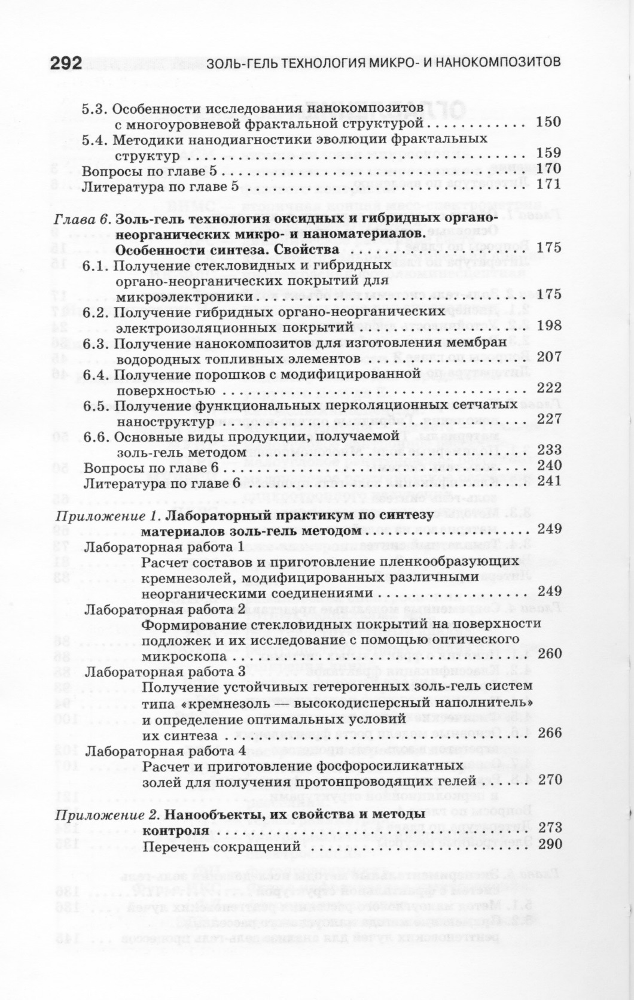 292
ЗОЛЬ-ГЕЛЬ ТЕХНОЛОГИЯ МИКРО- И НАНОКОМПОЗИТОВ
5.3. Особенности исследования нанокомпозитов
с многоуровневой фрактальной структурой . . . . . . . . . . . . 150
5.4. Методики нанодиагностики эволюции фрактальных
структур . . . . . . . . . . . . . . . . . . . . . . . . . . . . . . . . . . . . . . 159
Вопросы по главе 5 . . . . . . . . . . . . . . . . . . . . . . . . . . . . . . . . . . 170
Литература по главе 5 . . . . . . . . . . . . . . . . . . . . . . . . . . . . . . . 171
Глава 6. Золь-гель технология оксидных и гибридных органо-
неорганических микро- и наноматериалов.
Особенности синтеза. Свойства . . . . . . . . . . . . . . . . . . . . 175
6.1. Получение стекловидных и гибридных
органо-неорганических покрытий для
микроэлектроники . . . . . . . . . . . . . . . . . . . . . . . . . . . . . . 175
6.2. Получение гибридных органо-неорганических
электроизоляционных покрытий . . . . . . . . . . . . . . . . . . . 198
6.3. Получение нанокомпозитов для изготовления мембран
водородных топливных элементов . . . . . . . . . . . . . . . . . . 207
6.4. Получение порошков с модифицированной
поверхностью . . . . . . . . . . . . . . . . . . . . . . . . . . . . . . . . . . 222
6.5. Получение функциональных перколяционных сетчатых
наноструктур . . . . . . . . . . . . . . . . . . . . . . . . . . . . . . . . . . 227
6.6. Основные виды продукции, получаемой
золь-гель методом . . . . . . . . . . . . . . . . . . . . . . . . . . . . . . 233
Вопросы по главе 6 . . . . . . . . . . . . . . . . . . . . . . . . . . . . . . . . . . 240
Литература по главе 6 . . . . . . . . . . . . . . . . . . . . . . . . . . . . . . . 241
Приложение 1. Лабораторный практикум по синтезу
материалов золь-гель методом . . . . . . . . . . . . . . . . . . . 249
Лабораторная работа 1
Расчет составов и приготовление пленкообразующих
кремнезолей, модифицированных различными
неорганическими соединениями . . . . . . . . . . . . . . . . . 249
Лабораторная работа 2
Формирование стекловидных покрытий на поверхности
подложек и их исследование с помощью оптического
микроскопа . . . . . . . . . . . . . . . . . . . . . . . . . . . . . . . . . 260
Лабораторная работа 3
Получение устойчивых гетерогенных золь-гель систем
типа «кремнезоль — высокодисперсный наполнитель»
и определение оптимальных условий
их синтеза . . . . . . . . . . . . . . . . . . . . . . . . . . . . . . . . . . 266
Лабораторная работа 4
Расчет и приготовление фосфоросиликатных
золей для получения протонпроводящих гелей . . . . . . 270
Приложение 2. Нанообъекты, их свойства и методы
контроля . . . . . . . . . . . . . . . . . . . . . . . . . . . . . . . . . . . 273
Перечень сокращений . . . . . . . . . . . . . . . . . . . . . . . . 290